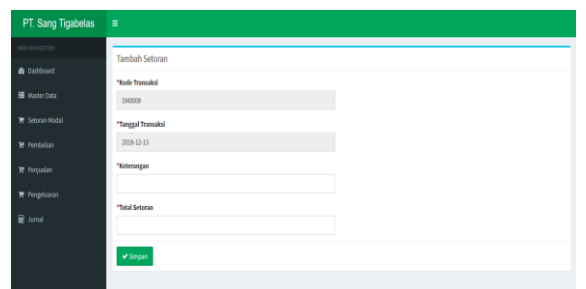 PT. Sang Tigabelas
MAIN NAVIGATION
Dashboard
Master Data
Setoran Modal
Pembelian
Penjualan
Pengeluaran
Jurnal
Tambah Setoran
*Kode Transaksi
SM0008
*Tanggal Transaksi
2018-12-13
*Keterangan
*Total Setoran
Simpan